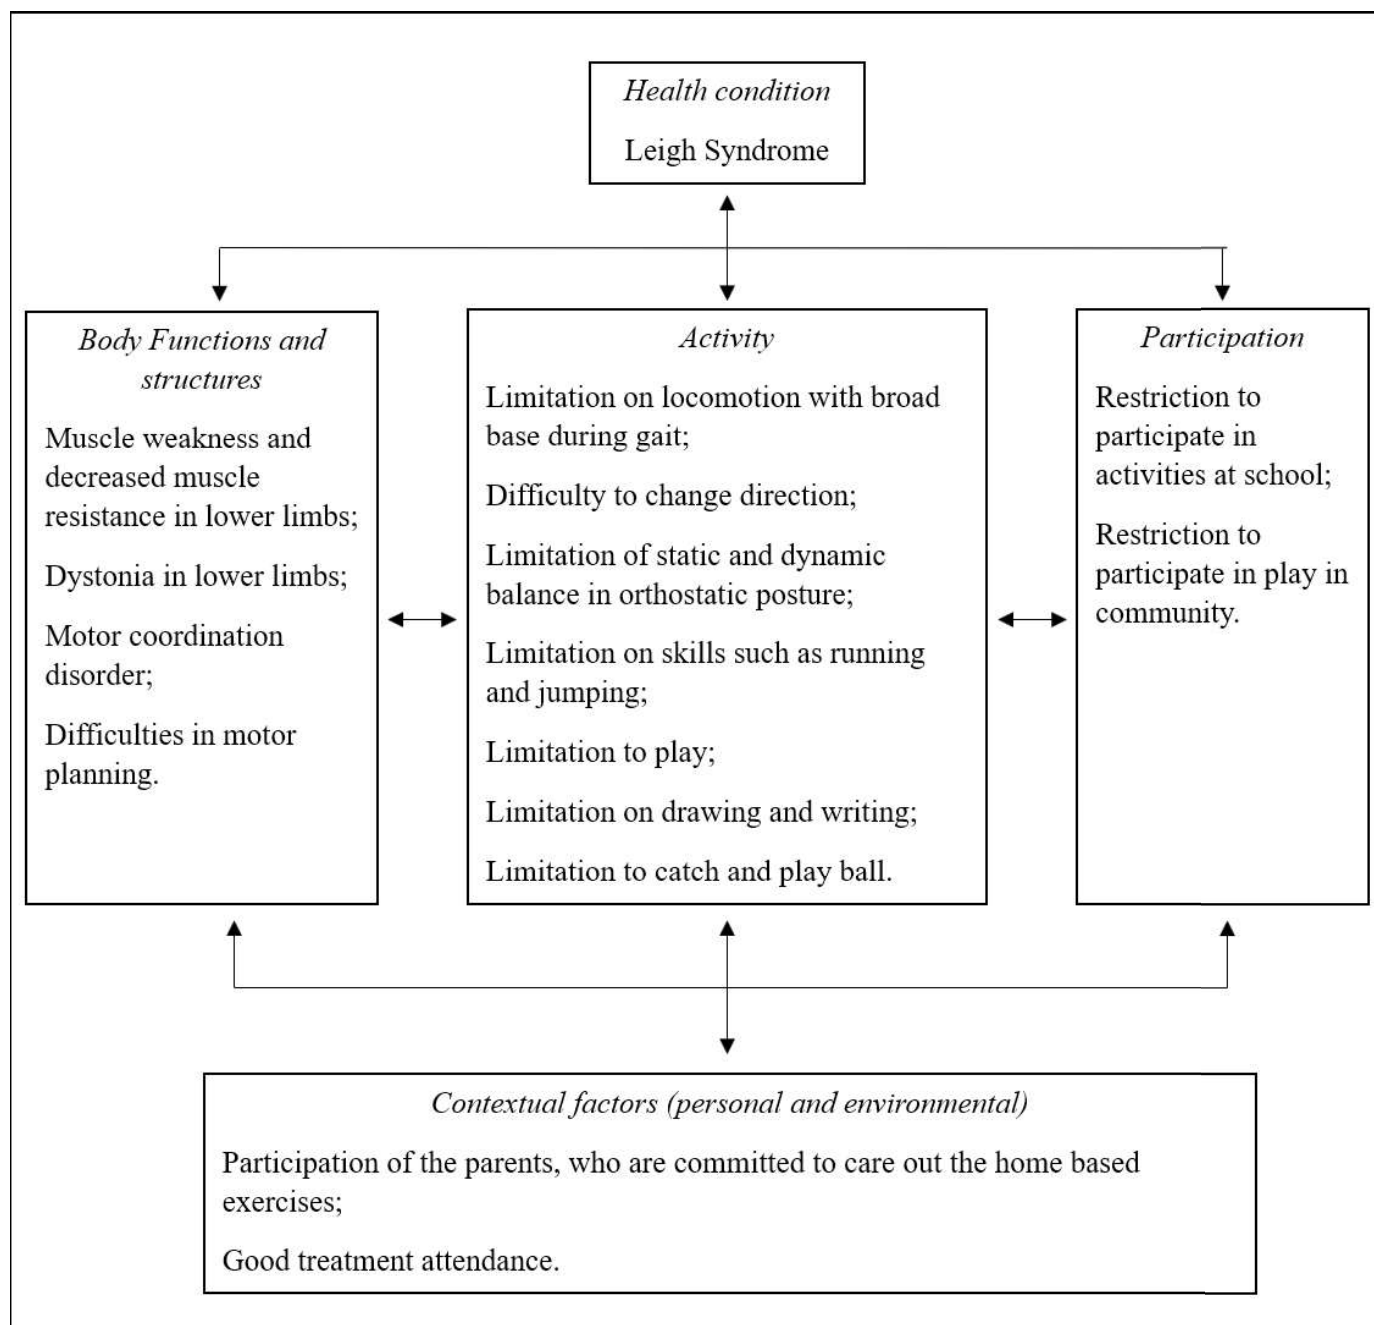 Health condition
Leigh Syndrome
Body Functions and
structures
Muscle weakness and
decreased muscle
resistance in lower limbs;
Dystonia in lower limbs;
Motor coordination
disorder;
Difficulties in motor
planning.
Activity
Limitation on locomotion with broad
base during gait;
Difficulty to change direction;
Limitation of static and dynamic
balance in orthostatic posture;
Limitation on skills such as running
and jumping;
Limitation to play;
Limitation on drawing and writing;
Limitation to catch and play ball.
Participation
Restriction to
participate in
activities at school;
Restriction to
participate in play in
community.
Contextual factors (personal and environmental)
Participation of the parents, who are committed to care out the home based
exercises;
Good treatment attendance.